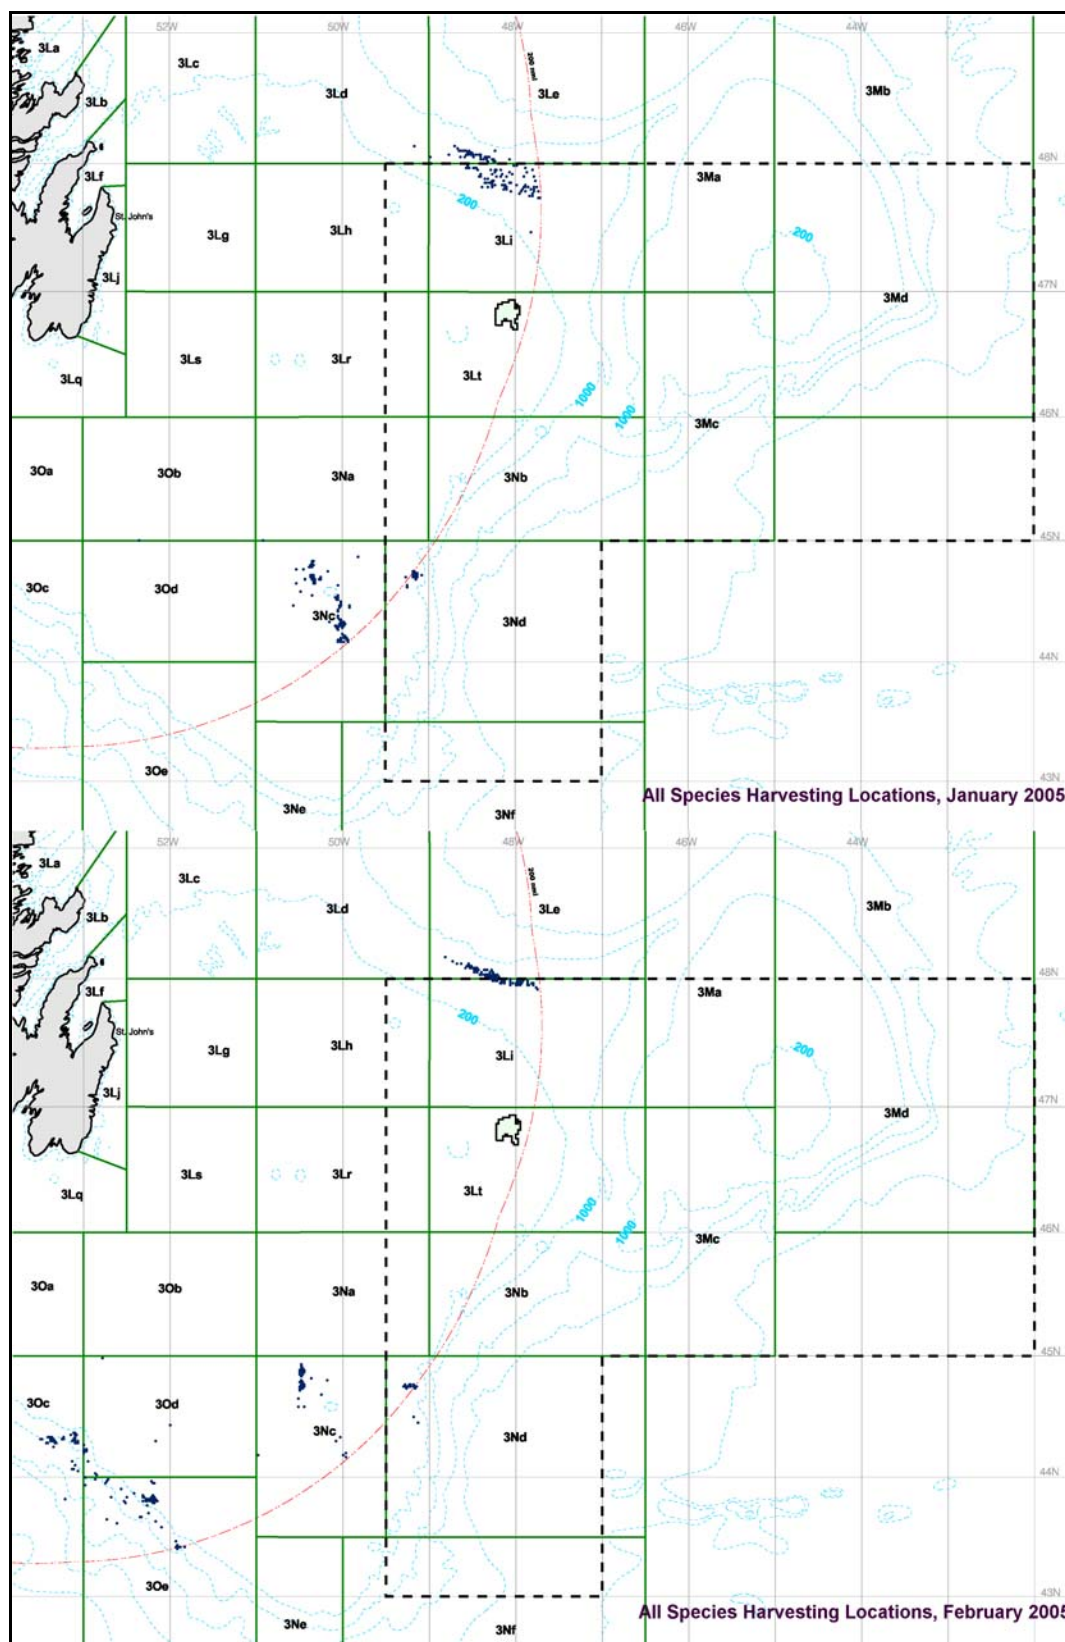 52W 50W 48W 46W 44W
3La
3Lc
200 nmi
3Lb
3Ld
3Le
3Mb
48N
3Lf
3Ma
200
St. John's
3Lg
3Lh
3Li
200
3Lj
47N
3Md
3Ls
3Lr
3Lt
3Lq
1000
1000
46N
3Mc
3Oa
3Ob
3Na
3Nb
45N
3Oc
3Od
3Nc
3Nd
44N
3Oe
43N
All Species Harvesting Locations, January 2005
3Ne
3Nf
52W 50W 48W 46W 44W
3La
3Lc
200 nmi
3Lb
3Ld
3Le
3Mb
48N
3Lf
3Ma
200
St. John's
3Lg
3Lh
3Li
200
3Lj
47N
3Md
3Ls
3Lr
3Lt
3Lq
1000
1000
46N
3Mc
3Oa
3Ob
3Na
3Nb
45N
3Oc
3Od
3Nc
3Nd
44N
3Oe
43N
All Species Harvesting Locations, February 2005
3Ne
3Nf